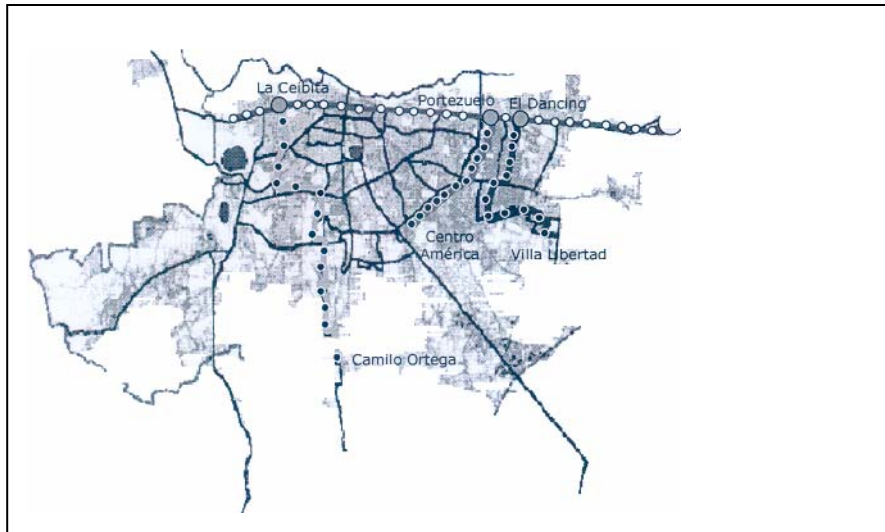 La Ceibita
Portezuelo
El Dancing
Centro
América
Villa Libertad
Camilo Ortega